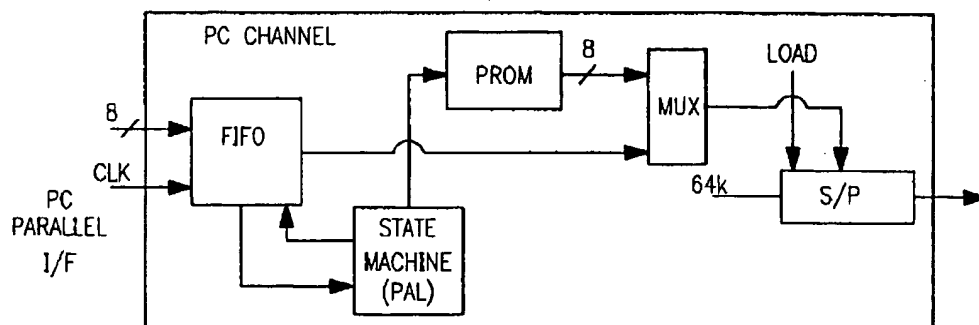 PC CHANNEL
8
PROM
8
LOAD
MUX
FIFO
CLK
PC
PARALLEL
I/F
STATE
MACHINE
(PAL)
64k
S/P